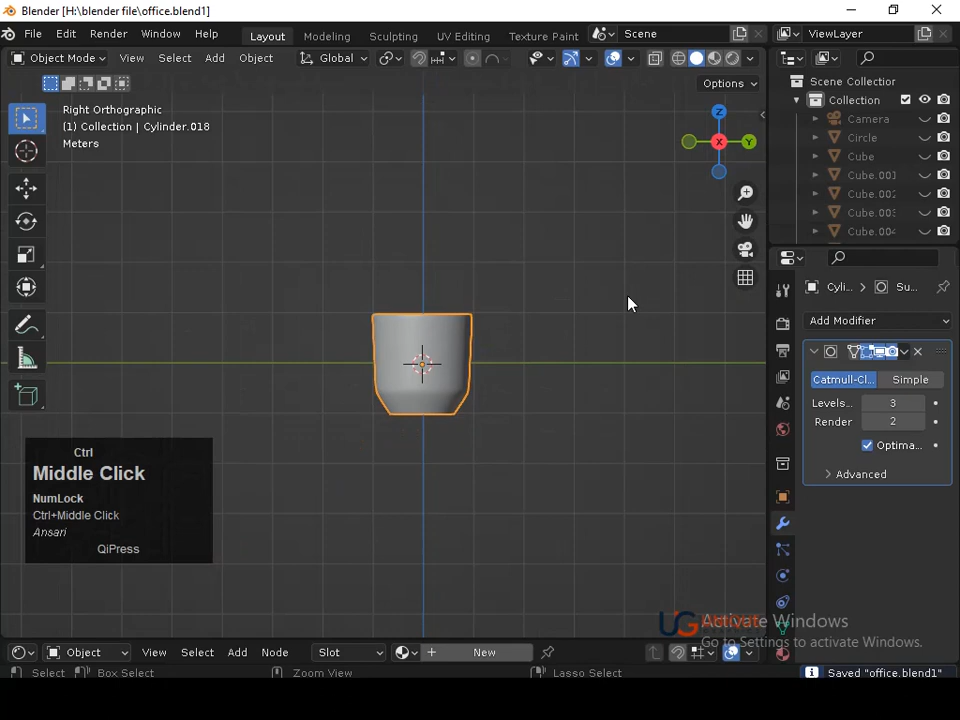 Blender [H:\blender file\office.blend1]
File Edit Render Window Help Layout Modeling Sculpting UV Editing Texture Paint Scene ViewLayer
Object Mode View Select Add Object Global
Options
Right Orthographic
(1) Collection | Cylinder.018
Meters
Z
Y
X
Scene Collection
Collection
Camera
Circle
Cube
Cube.001
Cube.002
Cube.003
Cube.004
Cyli... Su...
Add Modifier
Catmull-Cl... Simple
Levels... 3
Render 2
Optima...
Advanced
Ctrl
Middle Click
NumLock
Ctrl+Middle Click
Ansari
QiPress
Activate Windows
Go to Settings to activate Windows.
Object View Select Add Node Slot New
Select Box Select Zoom View Lasso Select Saved "office.blend1"